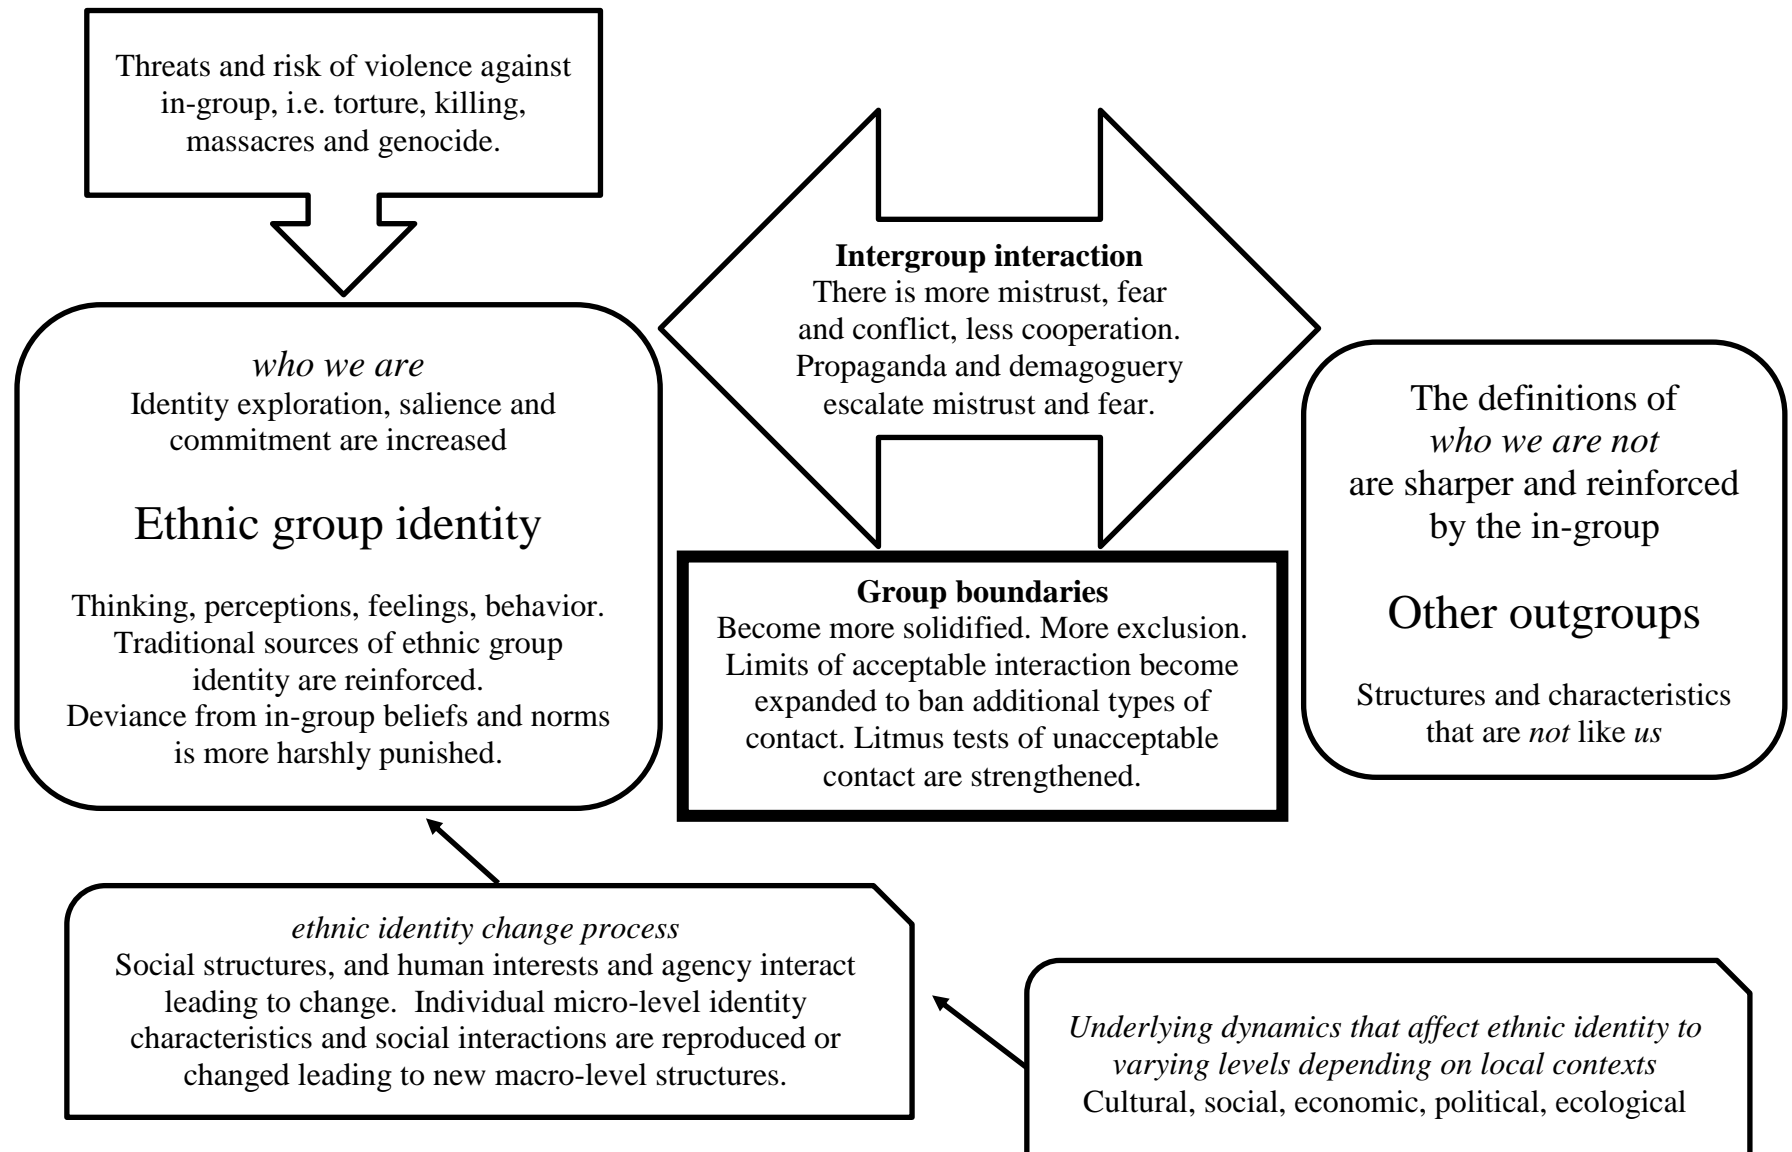 Threats and risk of violence against
in-group, i.e. torture, killing,
massacres and genocide.
Intergroup interaction
There is more mistrust, fear
and conflict, less cooperation.
Propaganda and demagoguery
escalate mistrust and fear.
who we are
Identity exploration, salience and
commitment are increased
Ethnic group identity
Thinking, perceptions, feelings, behavior.
Traditional sources of ethnic group
identity are reinforced.
Deviance from in-group beliefs and norms
is more harshly punished.
Group boundaries
Become more solidified. More exclusion.
Limits of acceptable interaction become
expanded to ban additional types of
contact. Litmus tests of unacceptable
contact are strengthened.
The definitions of
who we are not
are sharper and reinforced
by the in-group
Other outgroups
Structures and characteristics
that are not like us
ethnic identity change process
Social structures, and human interests and agency interact
leading to change.  Individual micro-level identity
characteristics and social interactions are reproduced or
changed leading to new macro-level structures.
Underlying dynamics that affect ethnic identity to
varying levels depending on local contexts
Cultural, social, economic, political, ecological